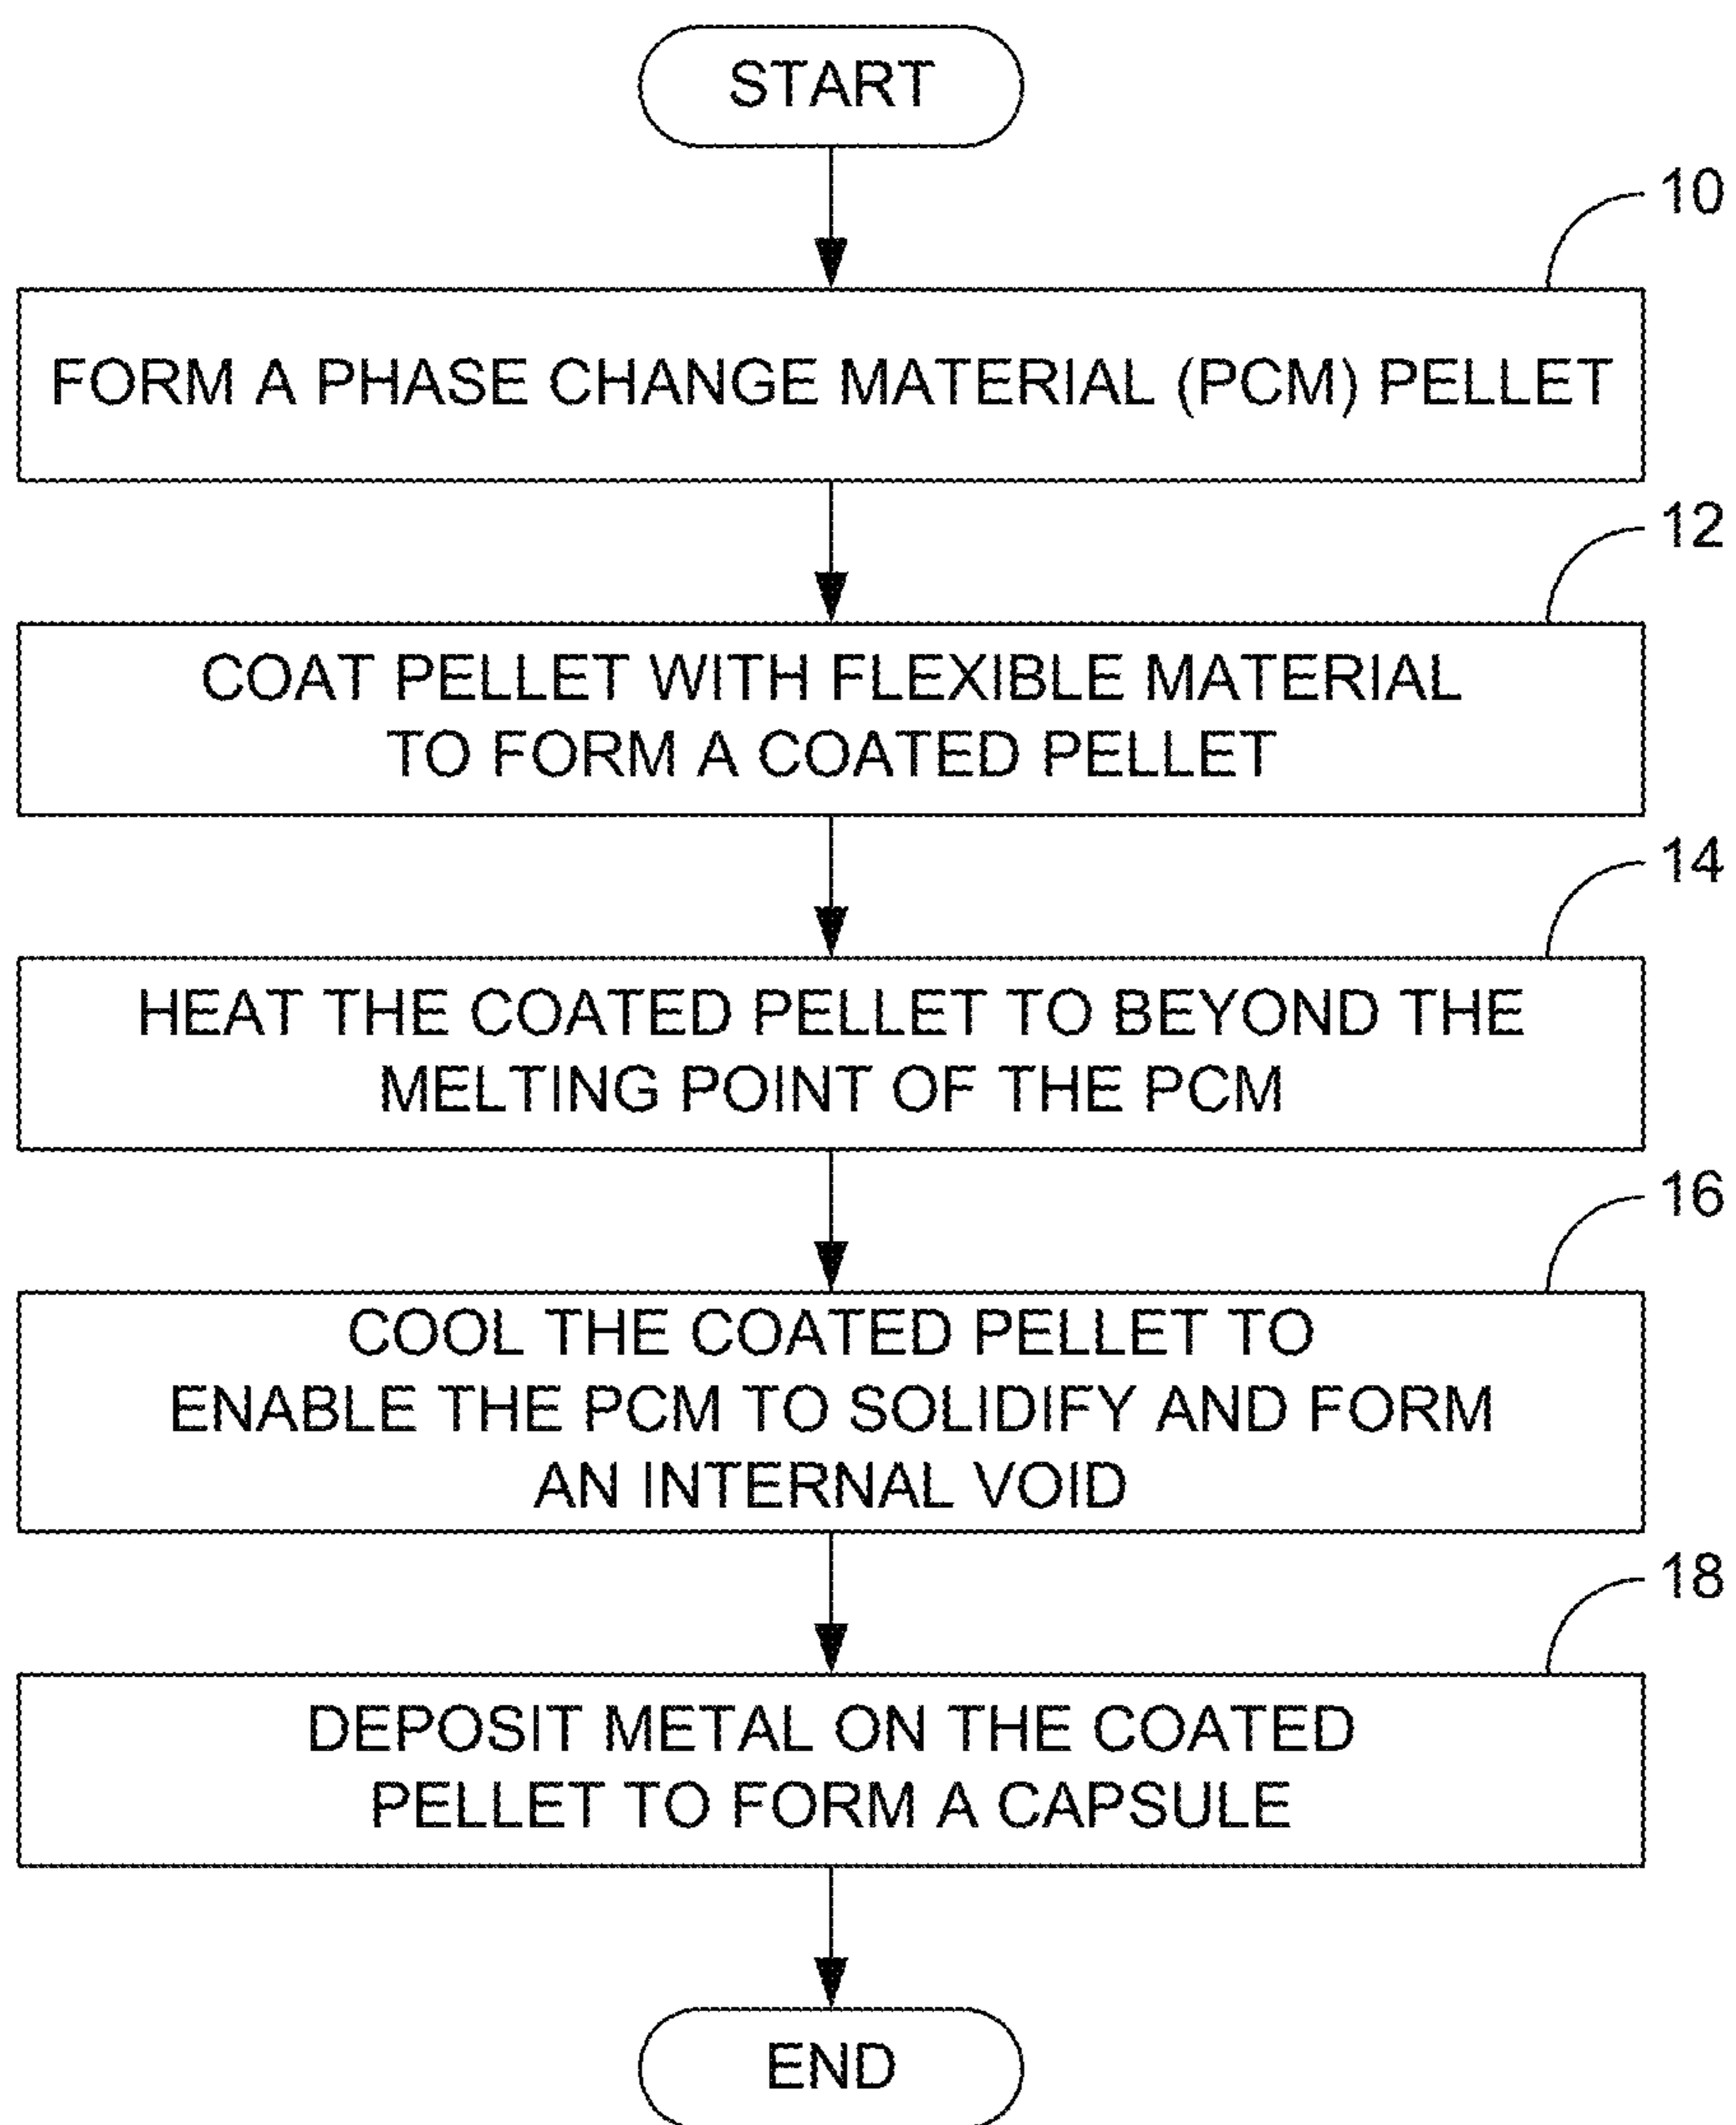 START
10
FORM A PHASE CHANGE MATERIAL (PCM) PELLET
12
COAT PELLET WITH FLEXIBLE MATERIAL
TO FORM A COATED PELLET
14
HEAT THE COATED PELLET TO BEYOND THE
MELTING POINT OF THE PCM
16
COOL THE COATED PELLET TO
ENABLE THE PCM TO SOLIDIFY AND FORM
AN INTERNAL VOID
18
DEPOSIT METAL ON THE COATED
PELLET TO FORM A CAPSULE
END